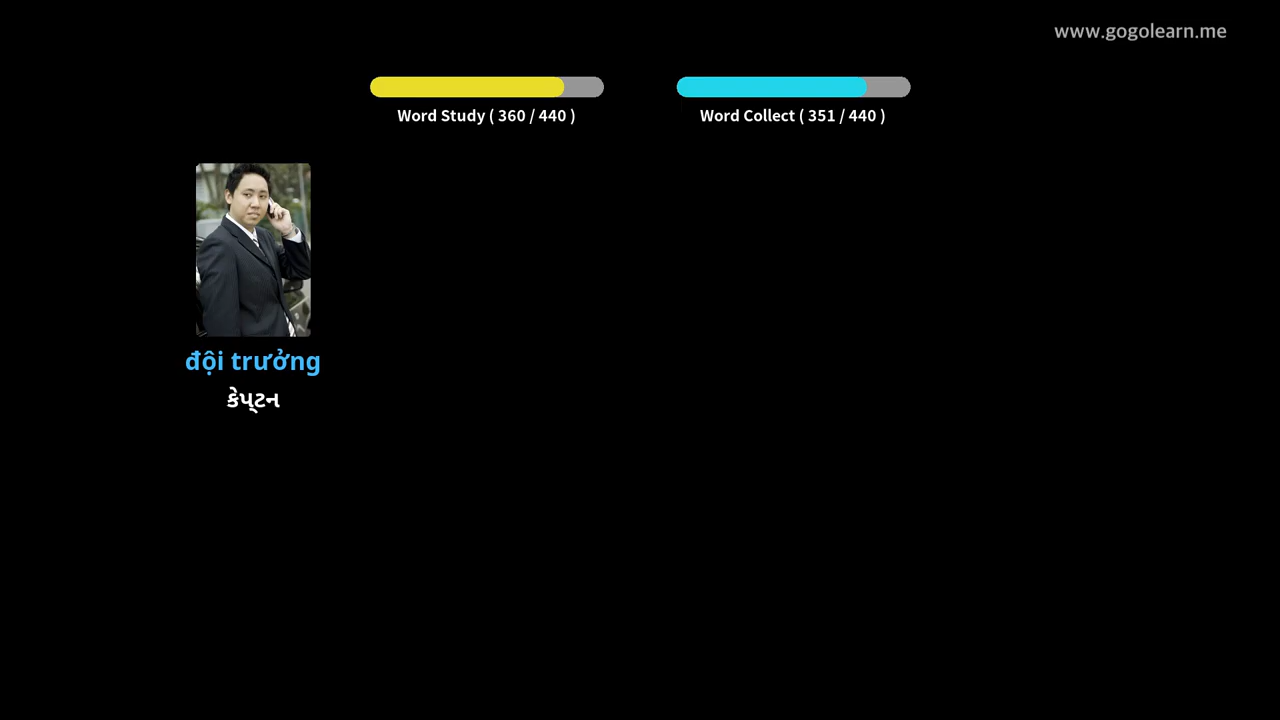 www.gogolearn.me
Word Study ( 360 / 440 )
Word Collect ( 351 / 440 )
đội trưởng
કેપ્ટન